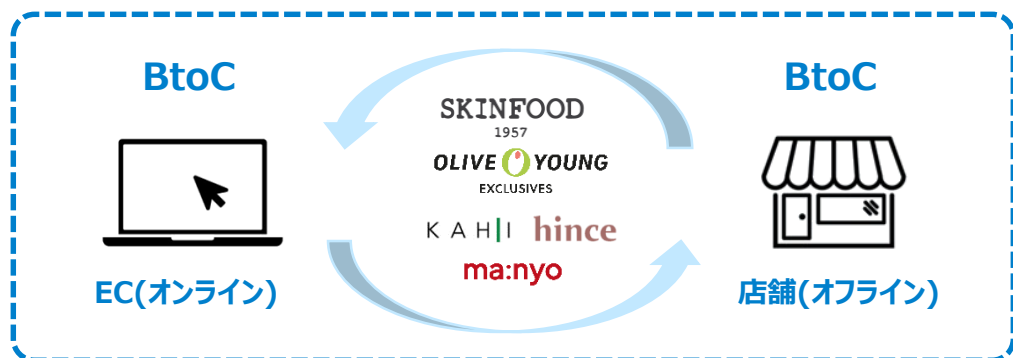 BtoC
EC(オンライン)
SKINFOOD
1957
OLIVE YOUNG
EXCLUSIVES
KAHI hince
ma:nyo
BtoC
店舗(オフライン)